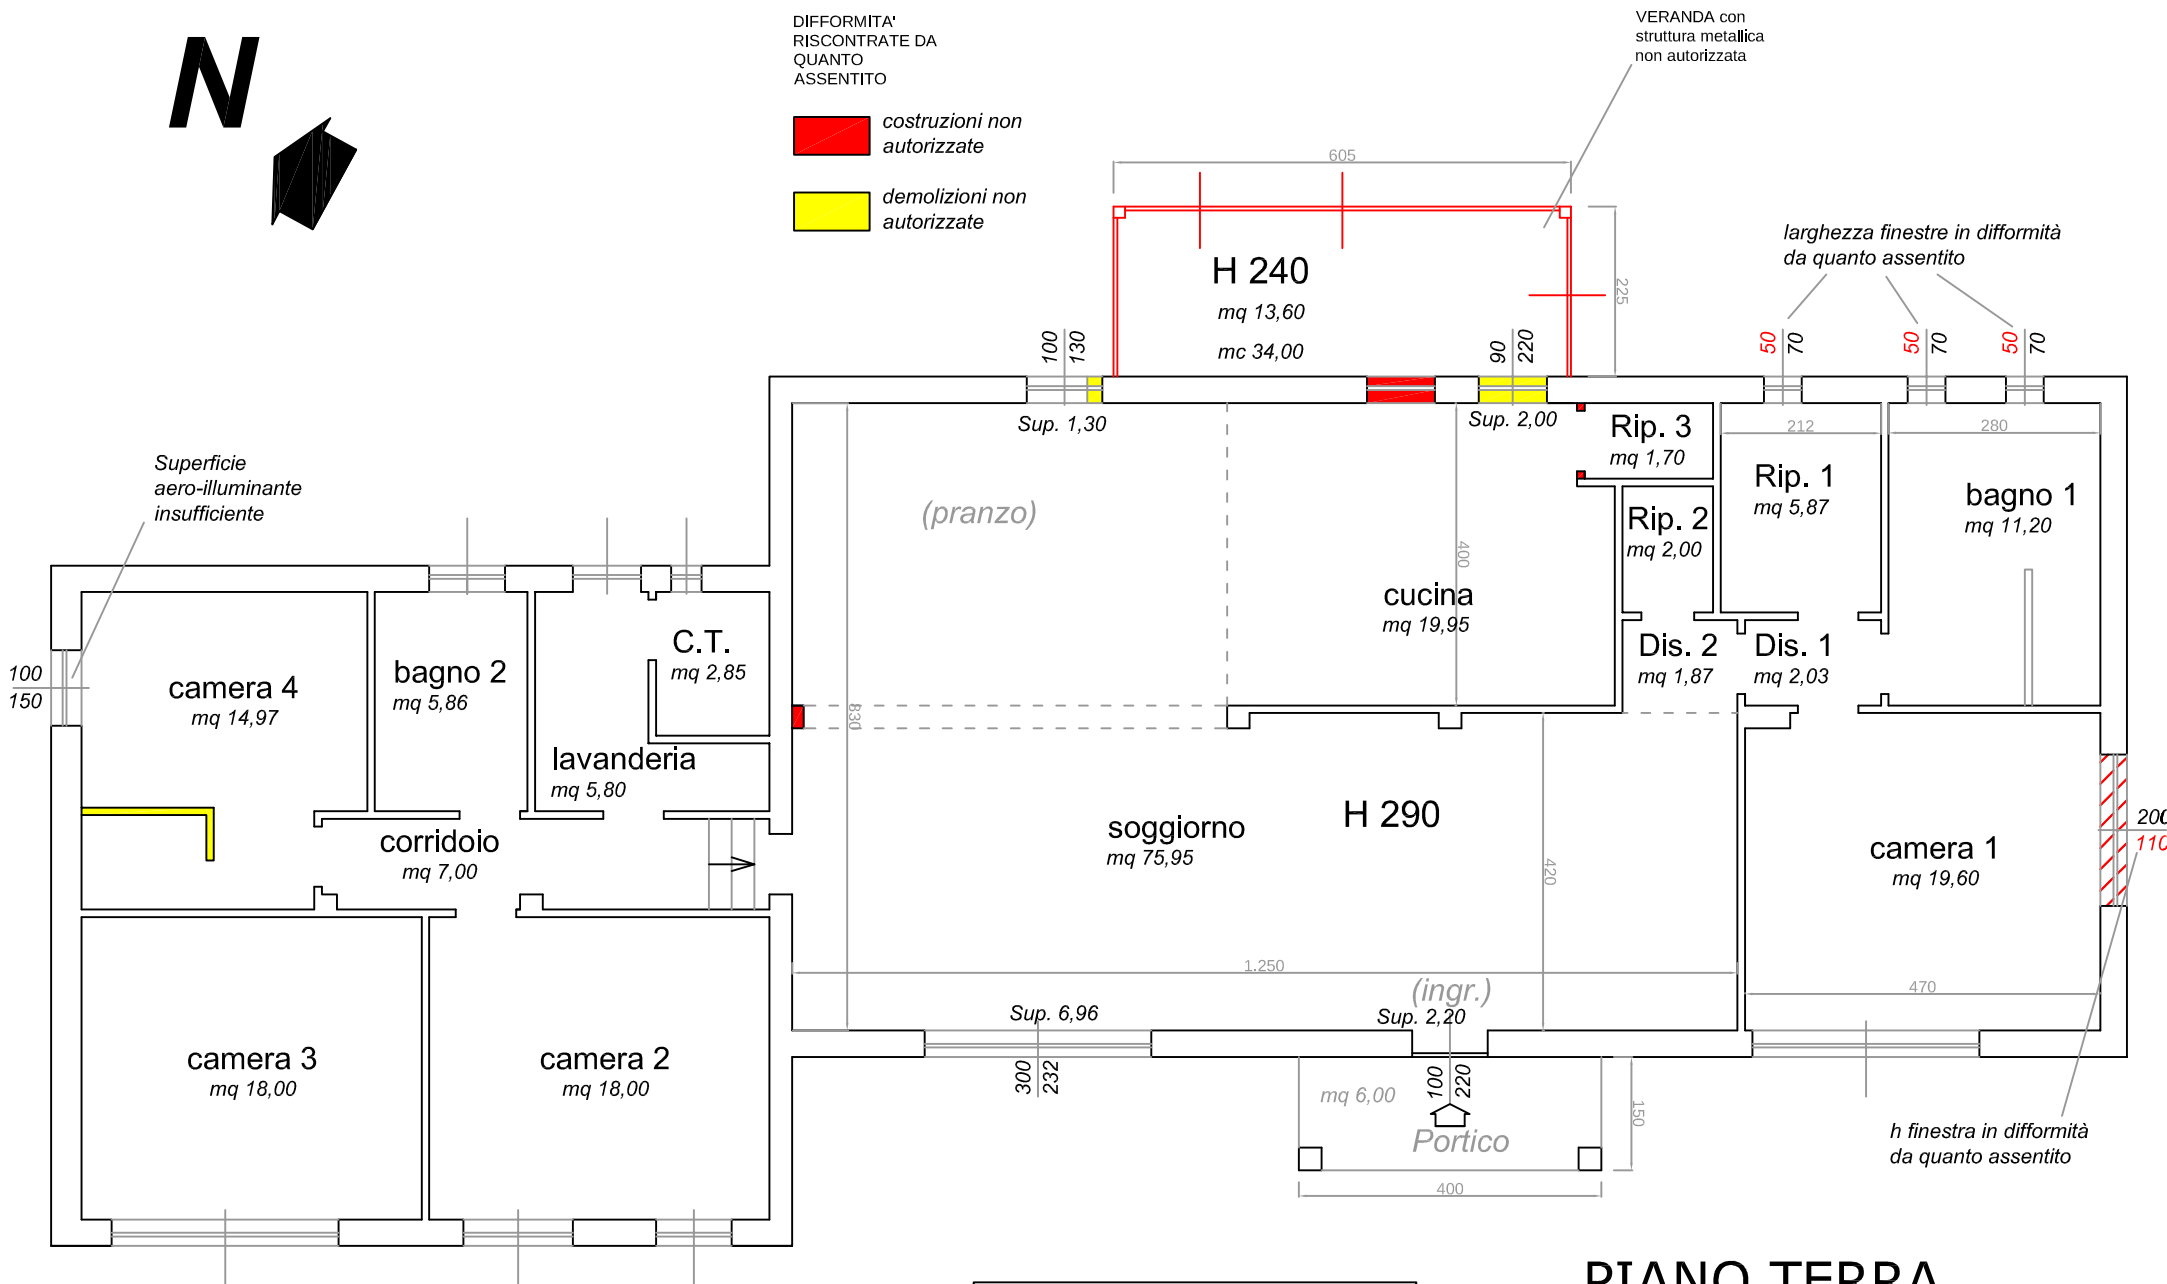 N
DIFFORMITA'
RISCONTRATE DA
QUANTO
ASSENTITO
costruzioni non
autorizzate
demolizioni non
autorizzate
VERANDA con
struttura metallica
non autorizzata
605
225
H 240
mq 13,60
mc 34,00
larghezza finestre in difformità
da quanto assentito
100
130
90
220
50
70
50
70
50
70
Sup. 1,30
Sup. 2,00
Rip. 3
mq 1,70
212
280
Superficie
aero-illuminante
insufficiente
(pranzo)
Rip. 1
mq 5,87
bagno 1
mq 11,20
Rip. 2
mq 2,00
400
cucina
mq 19,95
C.T.
mq 2,85
Dis. 2
mq 1,87
Dis. 1
mq 2,03
100
150
camera 4
mq 14,97
bagno 2
mq 5,86
830
lavanderia
mq 5,80
corridoio
mq 7,00
soggiorno
mq 75,95
H 290
420
camera 1
mq 19,60
200
110
1.250
470
(ingr.)
Sup. 6,96
Sup. 2,20
camera 3
mq 18,00
camera 2
mq 18,00
300
232
100
220
mq 6,00
150
Portico
400
h finestra in difformità
da quanto assentito
PIANO TERRA